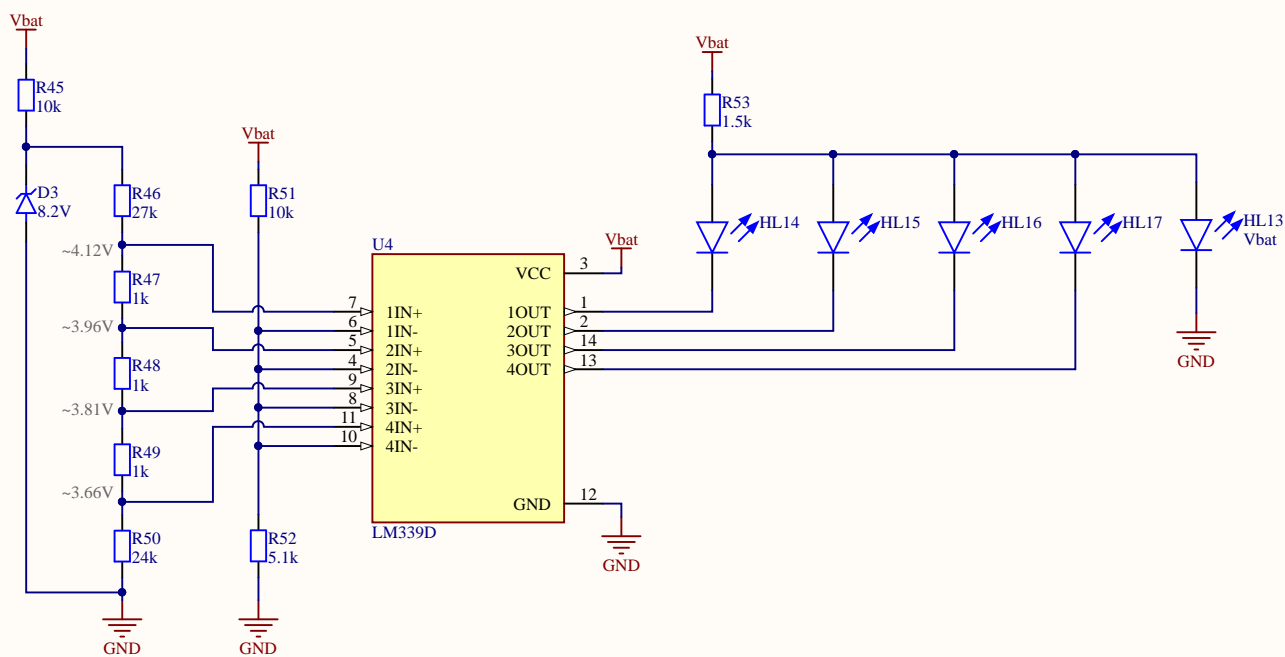 Vbat
R45
10k
D3
8.2V
R46
27k
~4.12V
R47
1k
~3.96V
R48
1k
~3.81V
R49
1k
~3.66V
R50
24k
GND
Vbat
R51
10k
R52
5.1k
GND
U4
VCC 3
Vbat
7 1IN+ 1OUT 1
6 1IN- 2OUT 2
5 2IN+ 3OUT 14
4 2IN- 4OUT 13
9 3IN+
8 3IN-
11 4IN+
10 4IN-
GND 12
LM339D
GND
Vbat
R53
1.5k
HL14
HL15
HL16
HL17
HL13
Vbat
GND